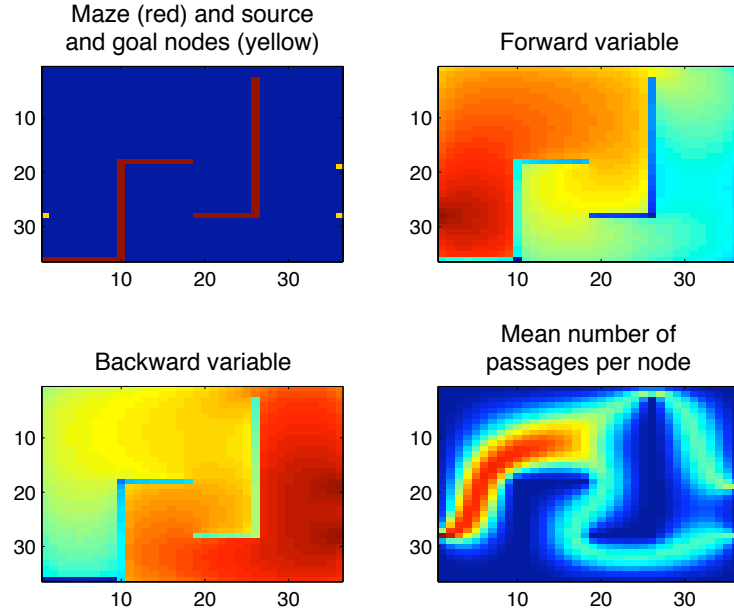 Maze (red) and source
and goal nodes (yellow)
10
20
30
10 20 30
Forward variable
10
20
30
10 20 30
Backward variable
10
20
30
10 20 30
Mean number of
passages per node
10
20
30
10 20 30